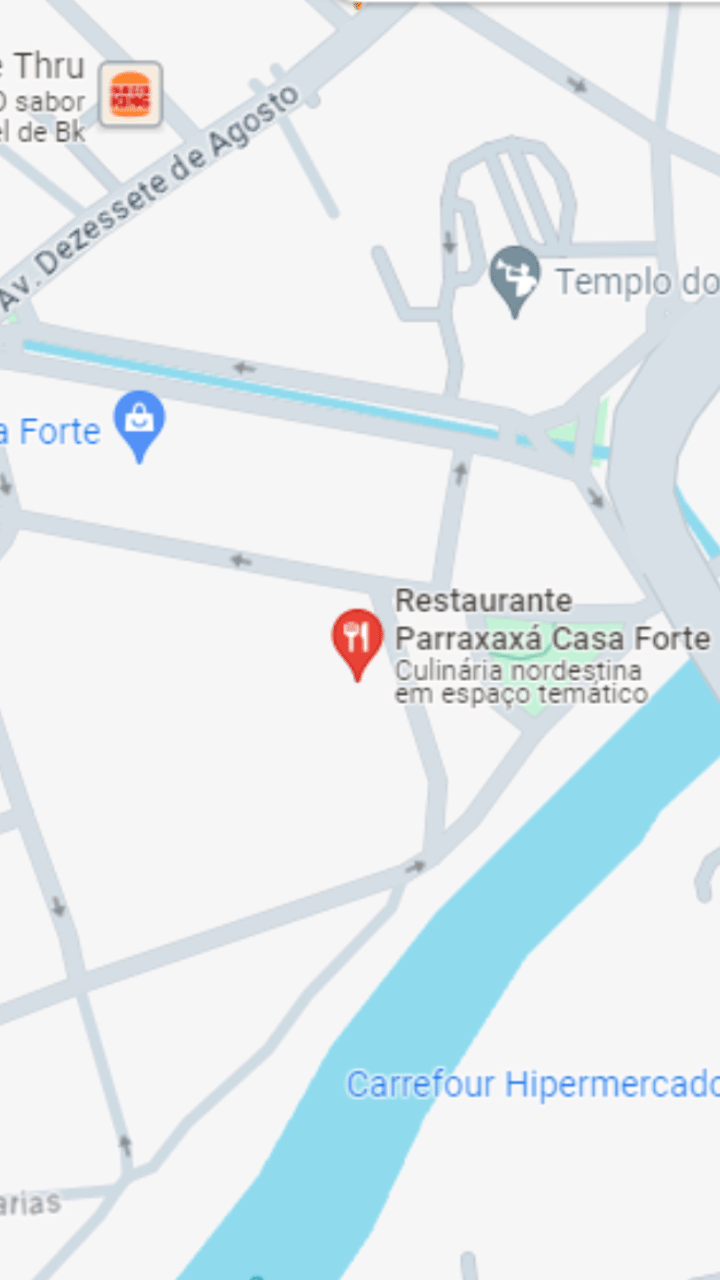 e Thru
O sabor
el de Bk
Av. Dezessete de Agosto
Templo do
a Forte
Restaurante
Parraxaxá Casa Forte
Culinária nordestina
em espaço temático
Carrefour Hipermercado
arias